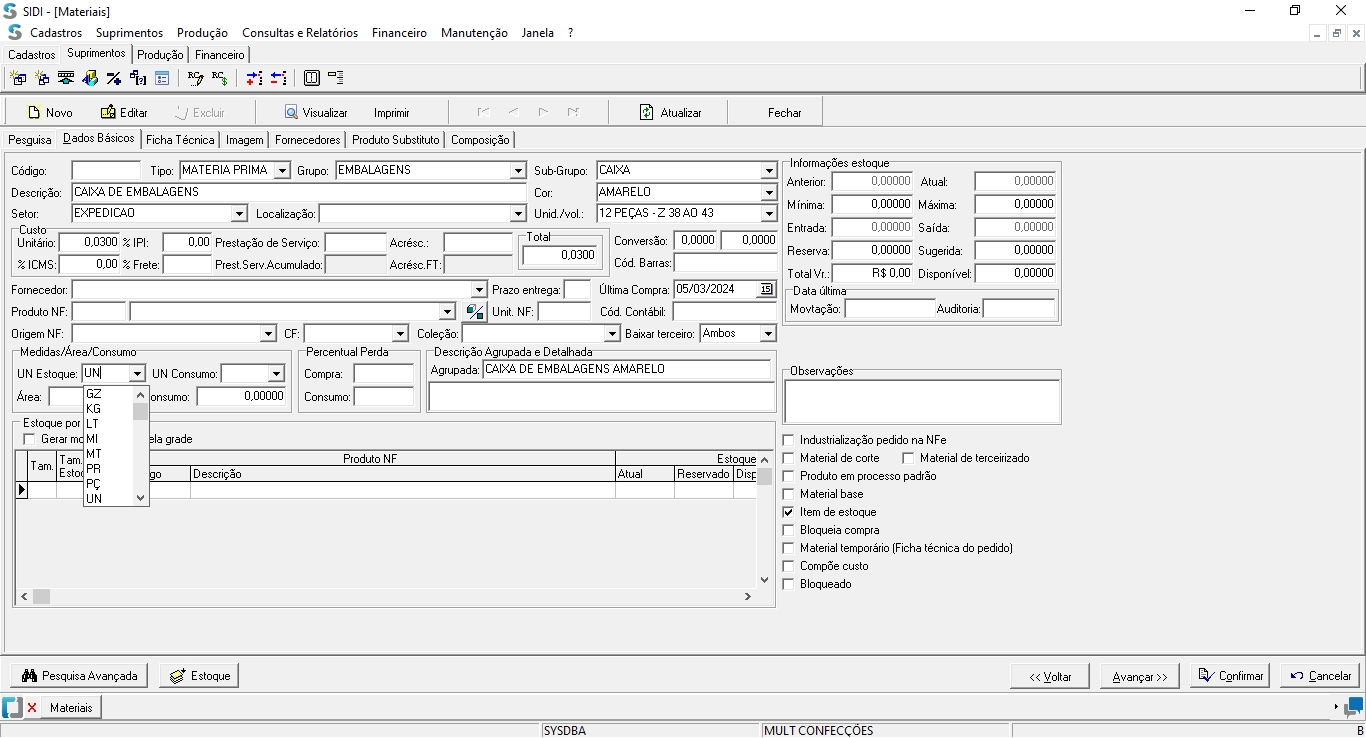 SIDI - [Materiais]
Cadastros Suprimentos Produção Consultas e Relatórios Financeiro Manutenção Janela ?
Cadastros Suprimentos Produção Financeiro
Novo Editar Excluir Visualizar Imprimir Atualizar Fechar
Pesquisa Dados Básicos Ficha Técnica Imagem Fornecedores Produto Substituto Composição
Código: Tipo: MATERIA PRIMA Grupo: EMBALAGENS Sub-Grupo: CAIXA
Descrição: CAIXA DE EMBALAGENS Cor: AMARELO
Setor: EXPEDICAO Localização: Unid./vol.: 12 PEÇAS - Z 38 AO 43
Custo
Unitário: 0,0300 % IPI: 0,00 Prestação de Serviço: Acrésc.: Total 0,0300 Conversão: 0,0000 0,0000
% ICMS: 0,00 % Frete: Prest.Serv.Acumulado: Acrésc.FT: Cód. Barras:
Fornecedor: Prazo entrega: Última Compra: 05/03/2024 15
Produto NF: Unit. NF: Cód. Contábil:
Origem NF: CF: Coleção: Baixar terceiro: Ambos
Informações estoque
Anterior: 0,00000 Atual: 0,00000
Mínima: 0,00000 Máxima: 0,00000
Entrada: 0,00000 Saída: 0,00000
Reserva: 0,00000 Sugerida: 0,00000
Total Vr.: R$ 0,00 Disponível: 0,00000
Data última
Movtação: Auditoria:
Medidas/Área/Consumo
UN Estoque: UN UN Consumo:
Área: onsumo: 0,00000
GZ
KG
LT
MI
MT
PR
PÇ
UN
Percentual Perda
Compra:
Consumo:
Descrição Agrupada e Detalhada
Agrupada: CAIXA DE EMBALAGENS AMARELO
Observações
Estoque por
Gerar mo ela grade
Produto NF Estoque
Tam. Tam. Esto go Descrição Atual Reservado Disp
Industrialização pedido na NFe
Material de corte Material de terceirizado
Produto em processo padrão
Material base
Item de estoque
Bloqueia compra
Material temporário (Ficha técnica do pedido)
Compõe custo
Bloqueado
Pesquisa Avançada Estoque << Voltar Avançar >> Confirmar Cancelar
Materiais
SYSDBA MULT CONFECÇÕES B